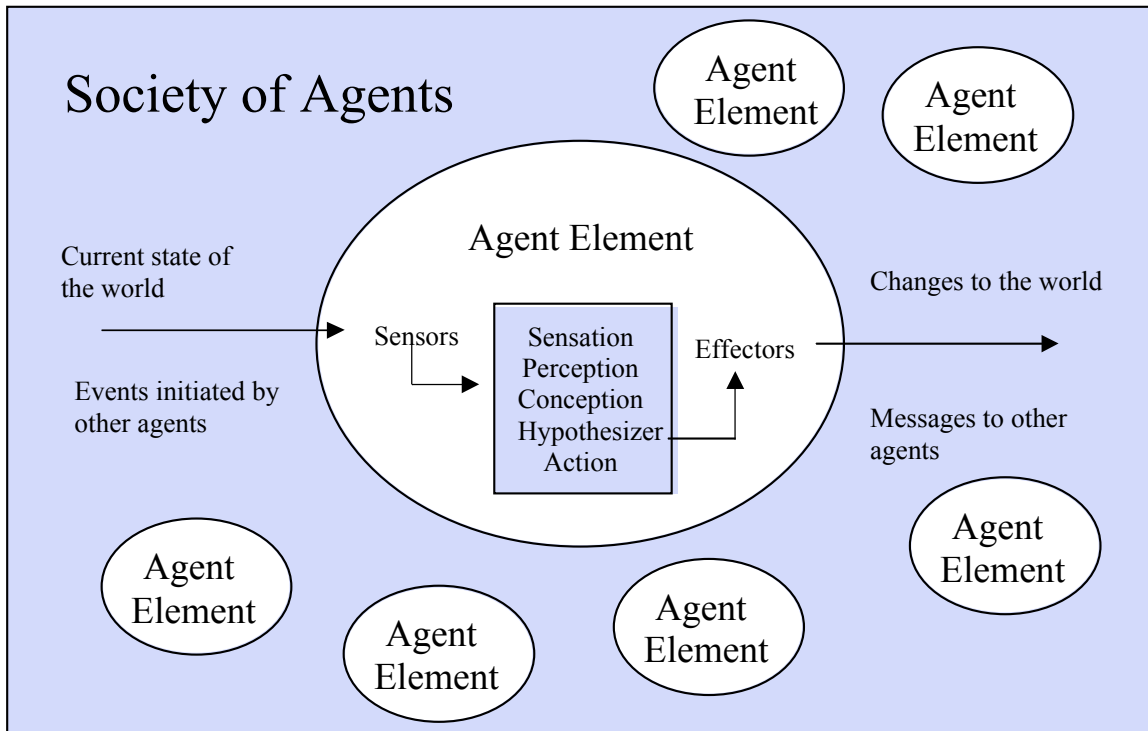 Society of Agents
Agent
Element
Agent
Element
Agent Element
Current state of
the world
Events initiated by
other agents
Sensors
Sensation
Perception
Conception
Hypothesizer
Action
Effectors
Changes to the world
Messages to other
agents
Agent
Element
Agent
Element
Agent
Element
Agent
Element